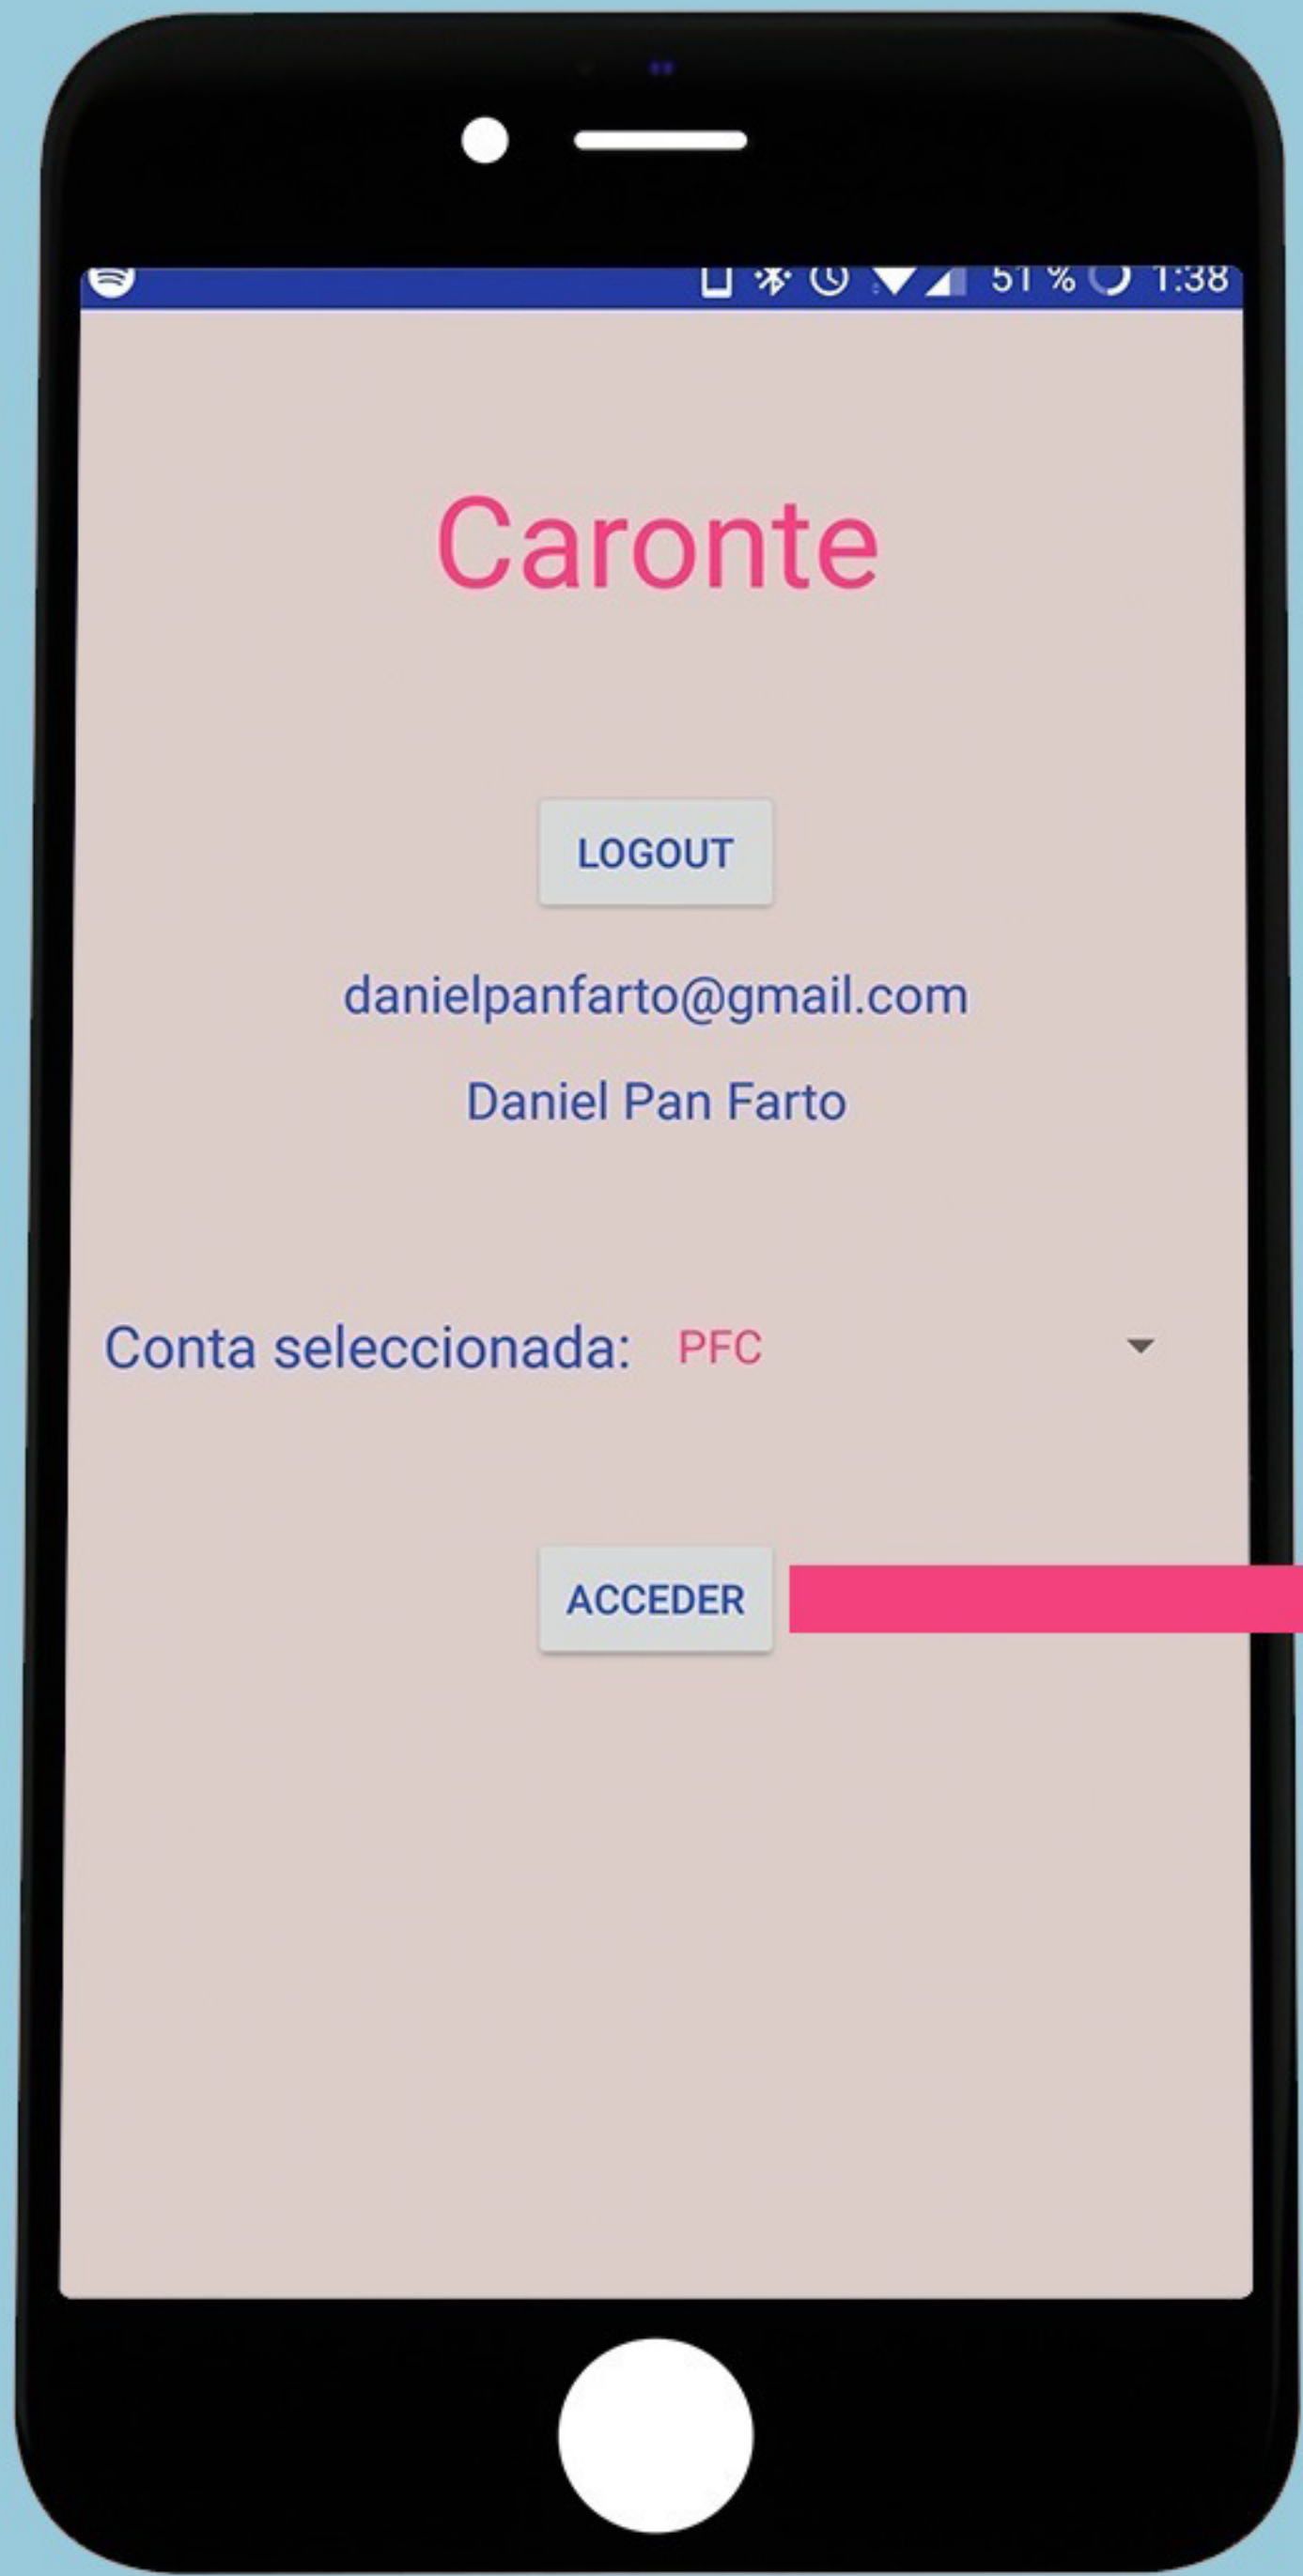 51 % 1:38
Caronte
LOGOUT
danielpanfarto@gmail.com
Daniel Pan Farto
Conta seleccionada: PFC
ACCEDER